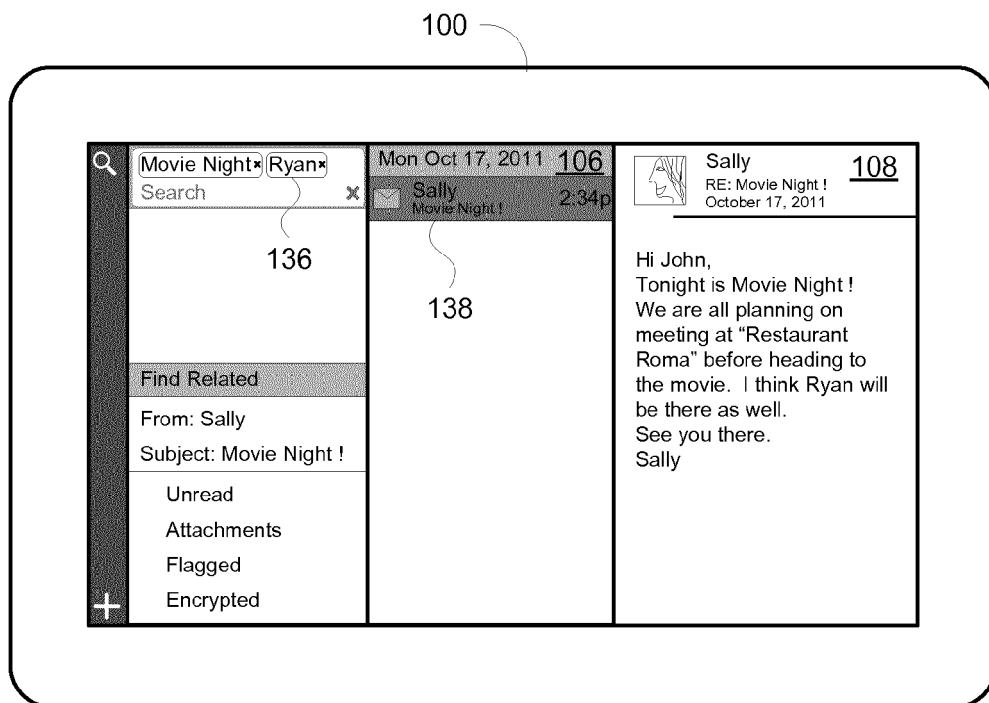 100
Movie Night× Ryan×
Search ×
136
Find Related
From: Sally
Subject: Movie Night !
Unread
Attachments
Flagged
Encrypted
Mon Oct 17, 2011 106
Sally 2:34p
Movie Night !
138
Sally 108
RE: Movie Night !
October 17, 2011
Hi John,
Tonight is Movie Night !
We are all planning on
meeting at “Restaurant
Roma” before heading to
the movie. I think Ryan will
be there as well.
See you there.
Sally